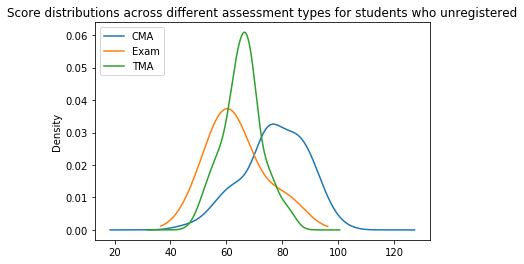 Score distributions across different assessment types for students who unregistered
CMA
Exam
TMA
Density
0.06
0.05
0.04
0.03
0.02
0.01
0.00
20
40
60
80
100
120